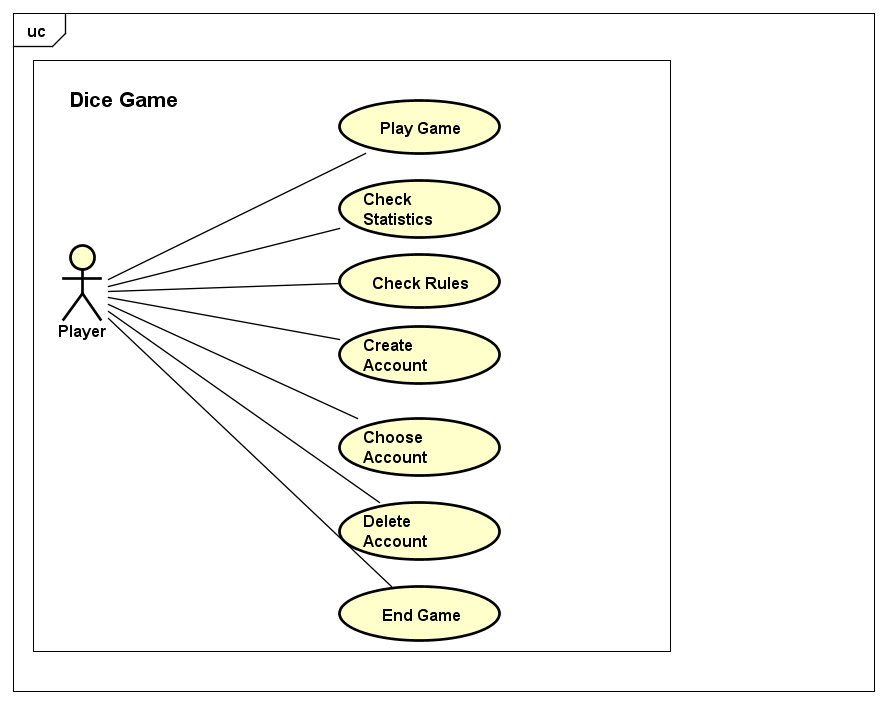 uc
Dice Game
Play Game
Check
Statistics
Check Rules
Player
Create
Account
Choose
Account
Delete
Account
End Game